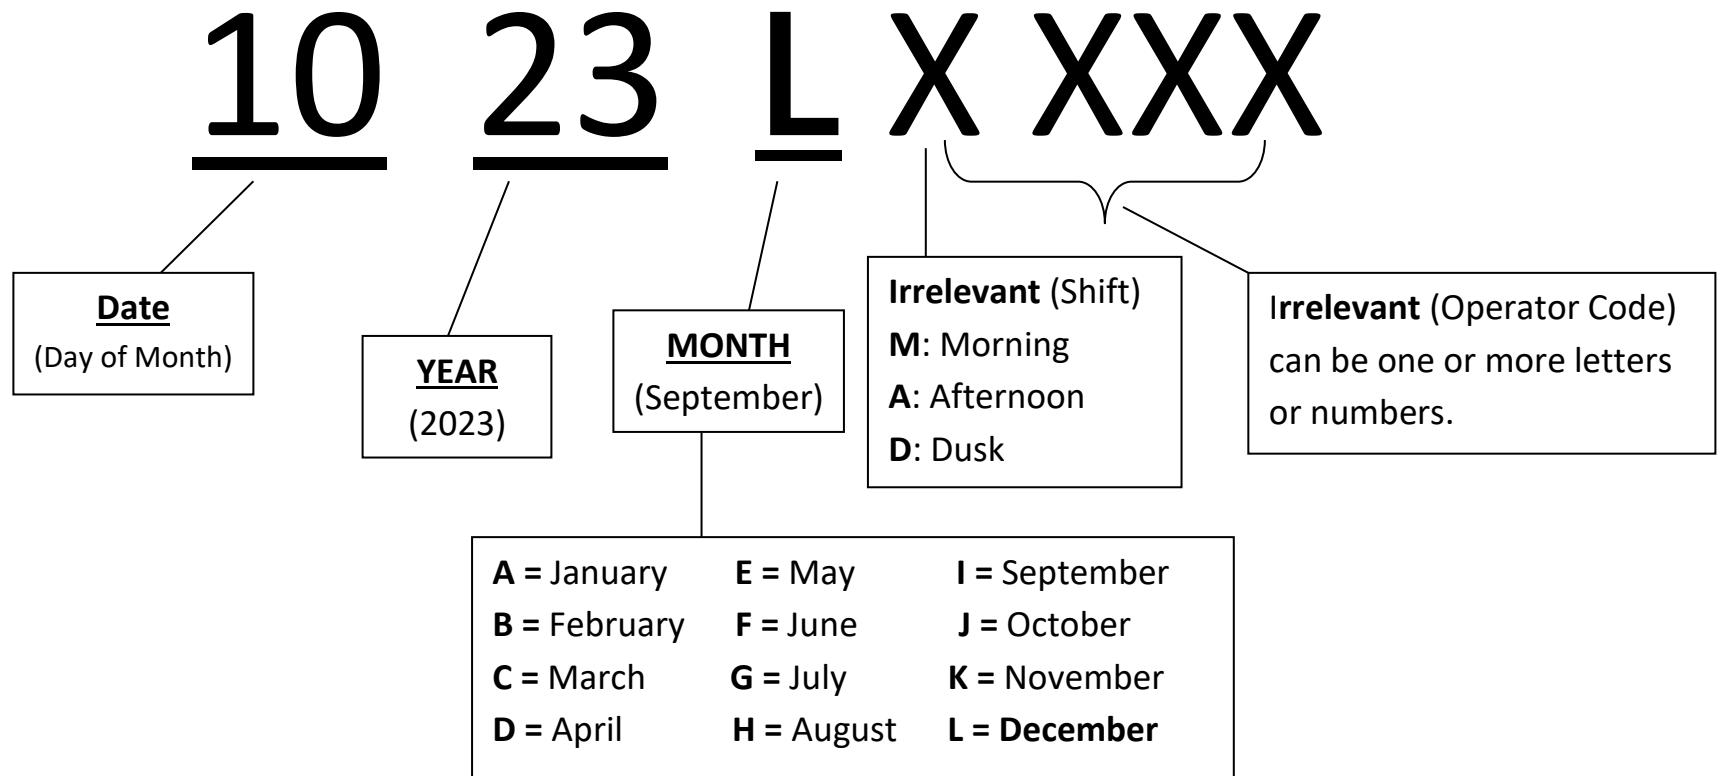 10 23 L X XXX
Date
(Day of Month)
YEAR
(2023)
MONTH
(September)
Irrelevant (Shift)
M: Morning
A: Afternoon
D: Dusk
Irrelevant (Operator Code)
can be one or more letters
or numbers.
A = January E = May I = September
B = February F = June J = October
C = March G = July K = November
D = April H = August L = December